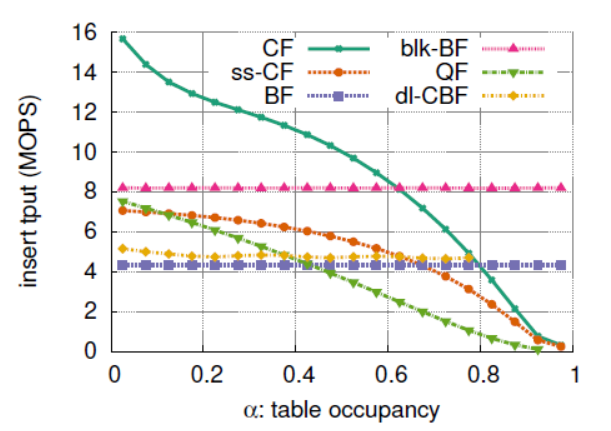 16
14
12
10
8
6
4
2
0
insert tput (MOPS)
CF
ss-CF
BF
blk-BF
QF
dl-CBF
0 0.2 0.4 0.6 0.8 1
α: table occupancy